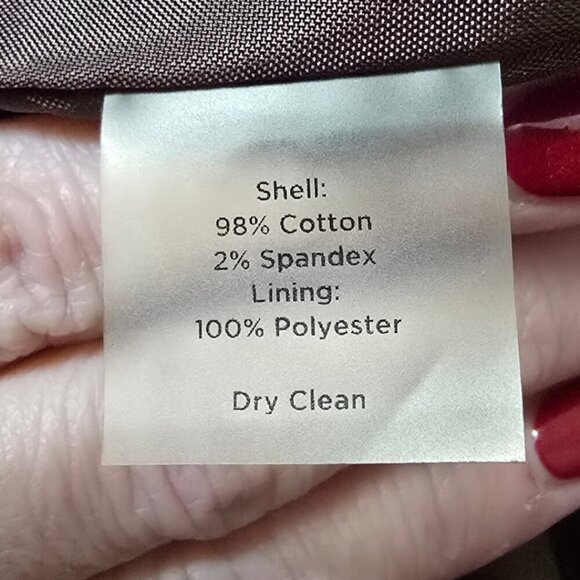 Shell:
98% Cotton
2% Spandex
Lining:
100% Polyester
Dry Clean